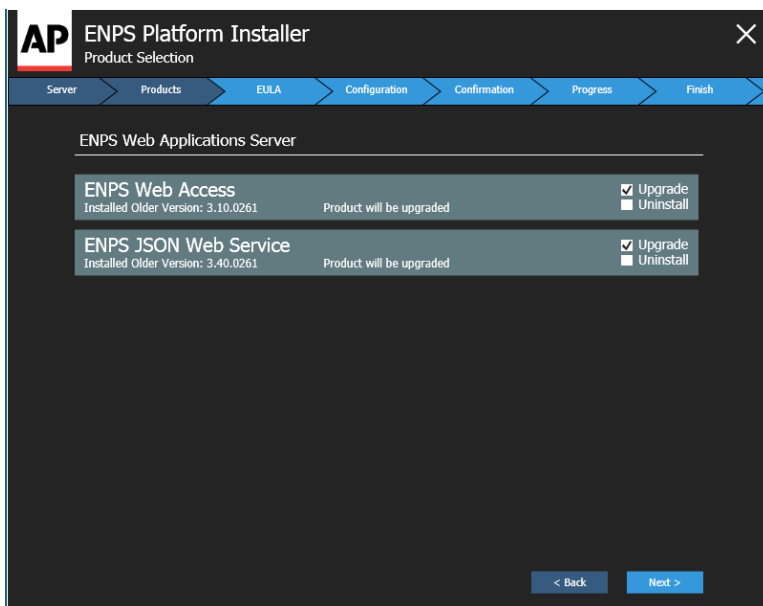 AP
ENPS Platform Installer
Product Selection
Server
Products
EULA
Configuration
Confirmation
Progress
Finish
ENPS Web Applications Server
ENPS Web Access
Installed Older Version: 3.10.0261
Product will be upgraded
Upgrade
Uninstall
ENPS JSON Web Service
Installed Older Version: 3.40.0261
Product will be upgraded
Upgrade
Uninstall
< Back
Next >